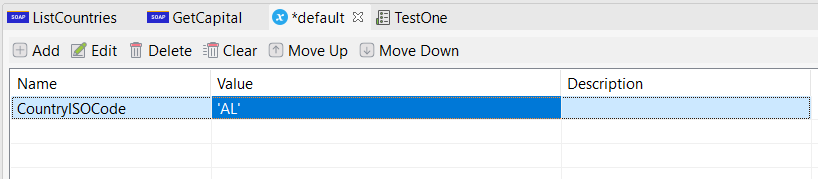 SOAP ListCountries SOAP GetCapital x *default TestOne
Add Edit Delete Clear Move Up Move Down
Name Value Description
CountryISOCode 'AL'